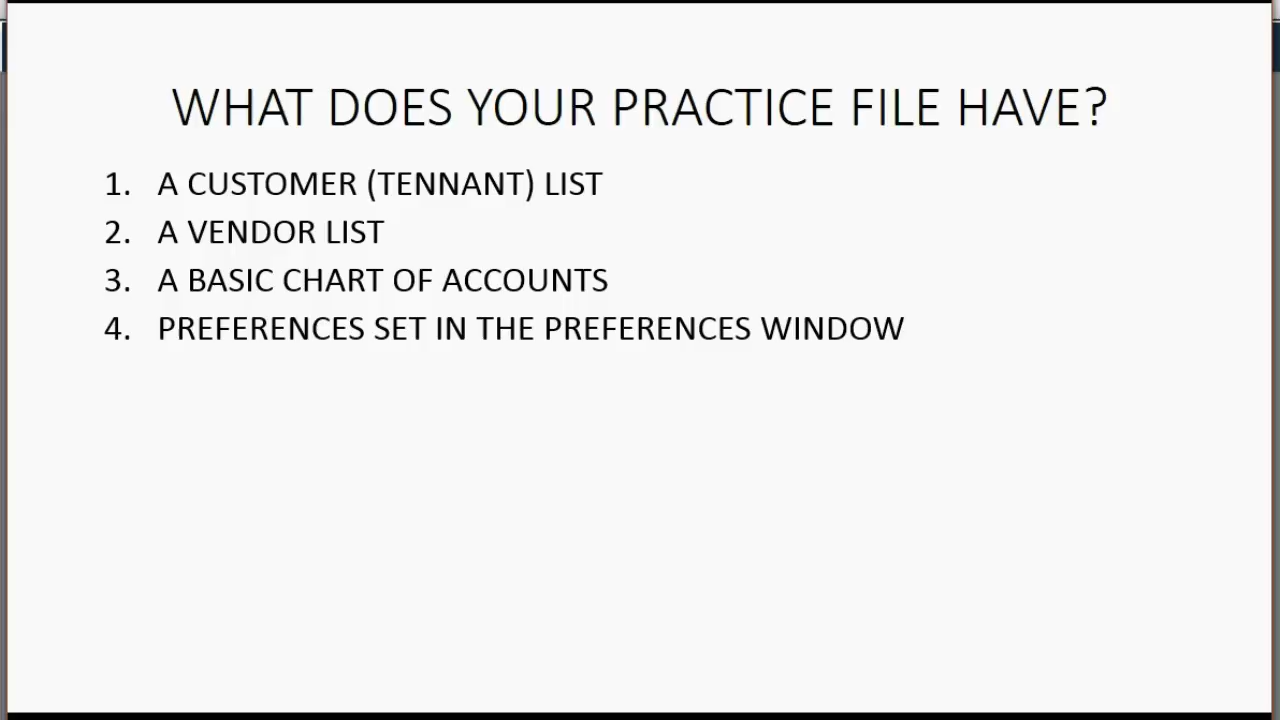 WHAT DOES YOUR PRACTICE FILE HAVE?
1. A CUSTOMER (TENNANT) LIST
2. A VENDOR LIST
3. A BASIC CHART OF ACCOUNTS
4. PREFERENCES SET IN THE PREFERENCES WINDOW